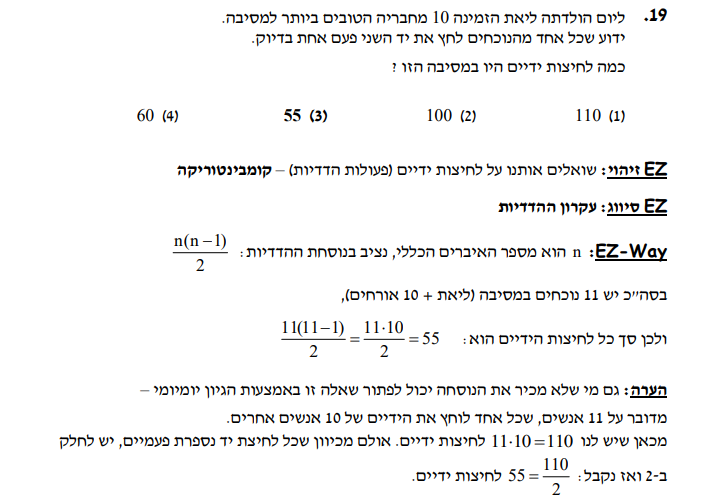 19. ליום הולדתה ליאת הזמינה 10 מחבריה הטובים ביותר למסיבה.
ידוע שכל אחד מהנוכחים לחץ את יד השני פעם אחת בדיוק.
כמה לחיצות ידיים היו במסיבה הזו ?
(1) 110 (2) 100 (3) 55 (4) 60
EZ זיהוי: שואלים אותנו על לחיצות ידיים (פעולות הדדיות) – קומבינטוריקה
EZ סיווג: עקרון ההדדיות
EZ-Way: n הוא מספר האיברים הכללי, נציב בנוסחת ההדדיות: n(n−1)/2
בסה״כ יש 11 נוכחים במסיבה (ליאת + 10 אורחים),
ולכן סך כל לחיצות הידיים הוא: 11(11−1)/2 = 11·10/2 = 55
הערה: גם מי שלא מכיר את הנוסחה יכול לפתור שאלה זו באמצעות הגיון יומיומי –
מדובר על 11 אנשים, שכל אחד לוחץ את הידיים של 10 אנשים אחרים.
מכאן שיש לנו 11·10=110 לחיצות ידיים. אולם מכיוון שכל לחיצת יד נספרת פעמיים, יש לחלק
ב-2 ואז נקבל: 110/2 = 55 לחיצות ידיים.